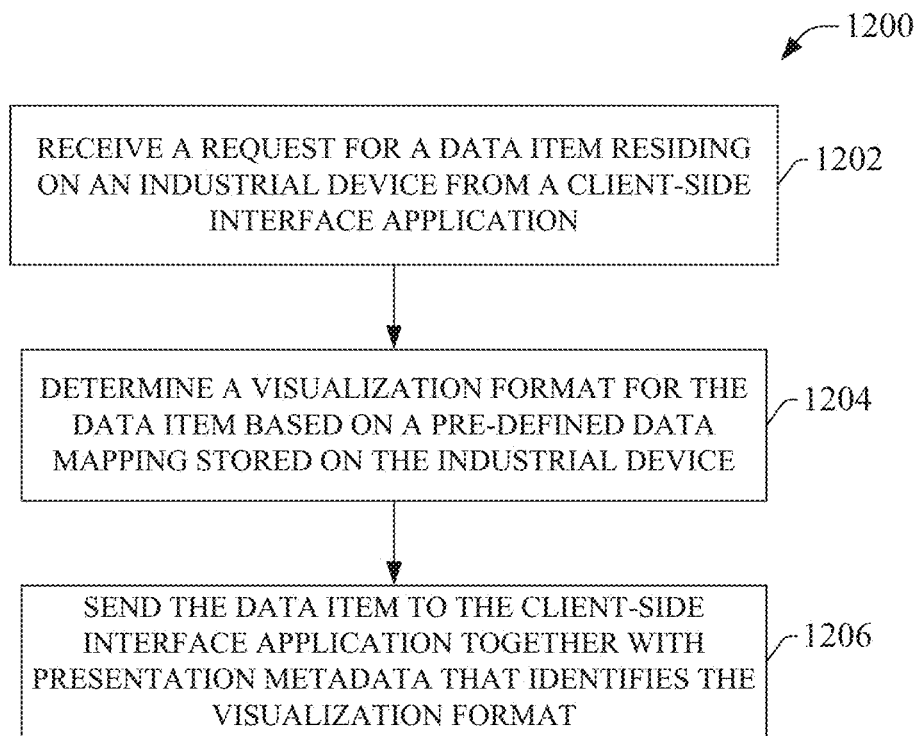 1200
RECEIVE A REQUEST FOR A DATA ITEM RESIDING
ON AN INDUSTRIAL DEVICE FROM A CLIENT-SIDE
INTERFACE APPLICATION
1202
DETERMINE A VISUALIZATION FORMAT FOR THE
DATA ITEM BASED ON A PRE-DEFINED DATA
MAPPING STORED ON THE INDUSTRIAL DEVICE
1204
SEND THE DATA ITEM TO THE CLIENT-SIDE
INTERFACE APPLICATION TOGETHER WITH
PRESENTATION METADATA THAT IDENTIFIES THE
VISUALIZATION FORMAT
1206